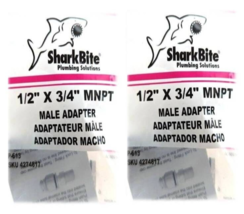 SharkBite
Plumbing Solutions
1/2" X 3/4" MNPT
MALE ADAPTER
ADAPTATEUR MÂLE
ADAPTADOR MACHO
SharkBite
Plumbing Solutions
1/2" X 3/4" MNPT
MALE ADAPTER
ADAPTATEUR MÂLE
ADAPTADOR MACHO